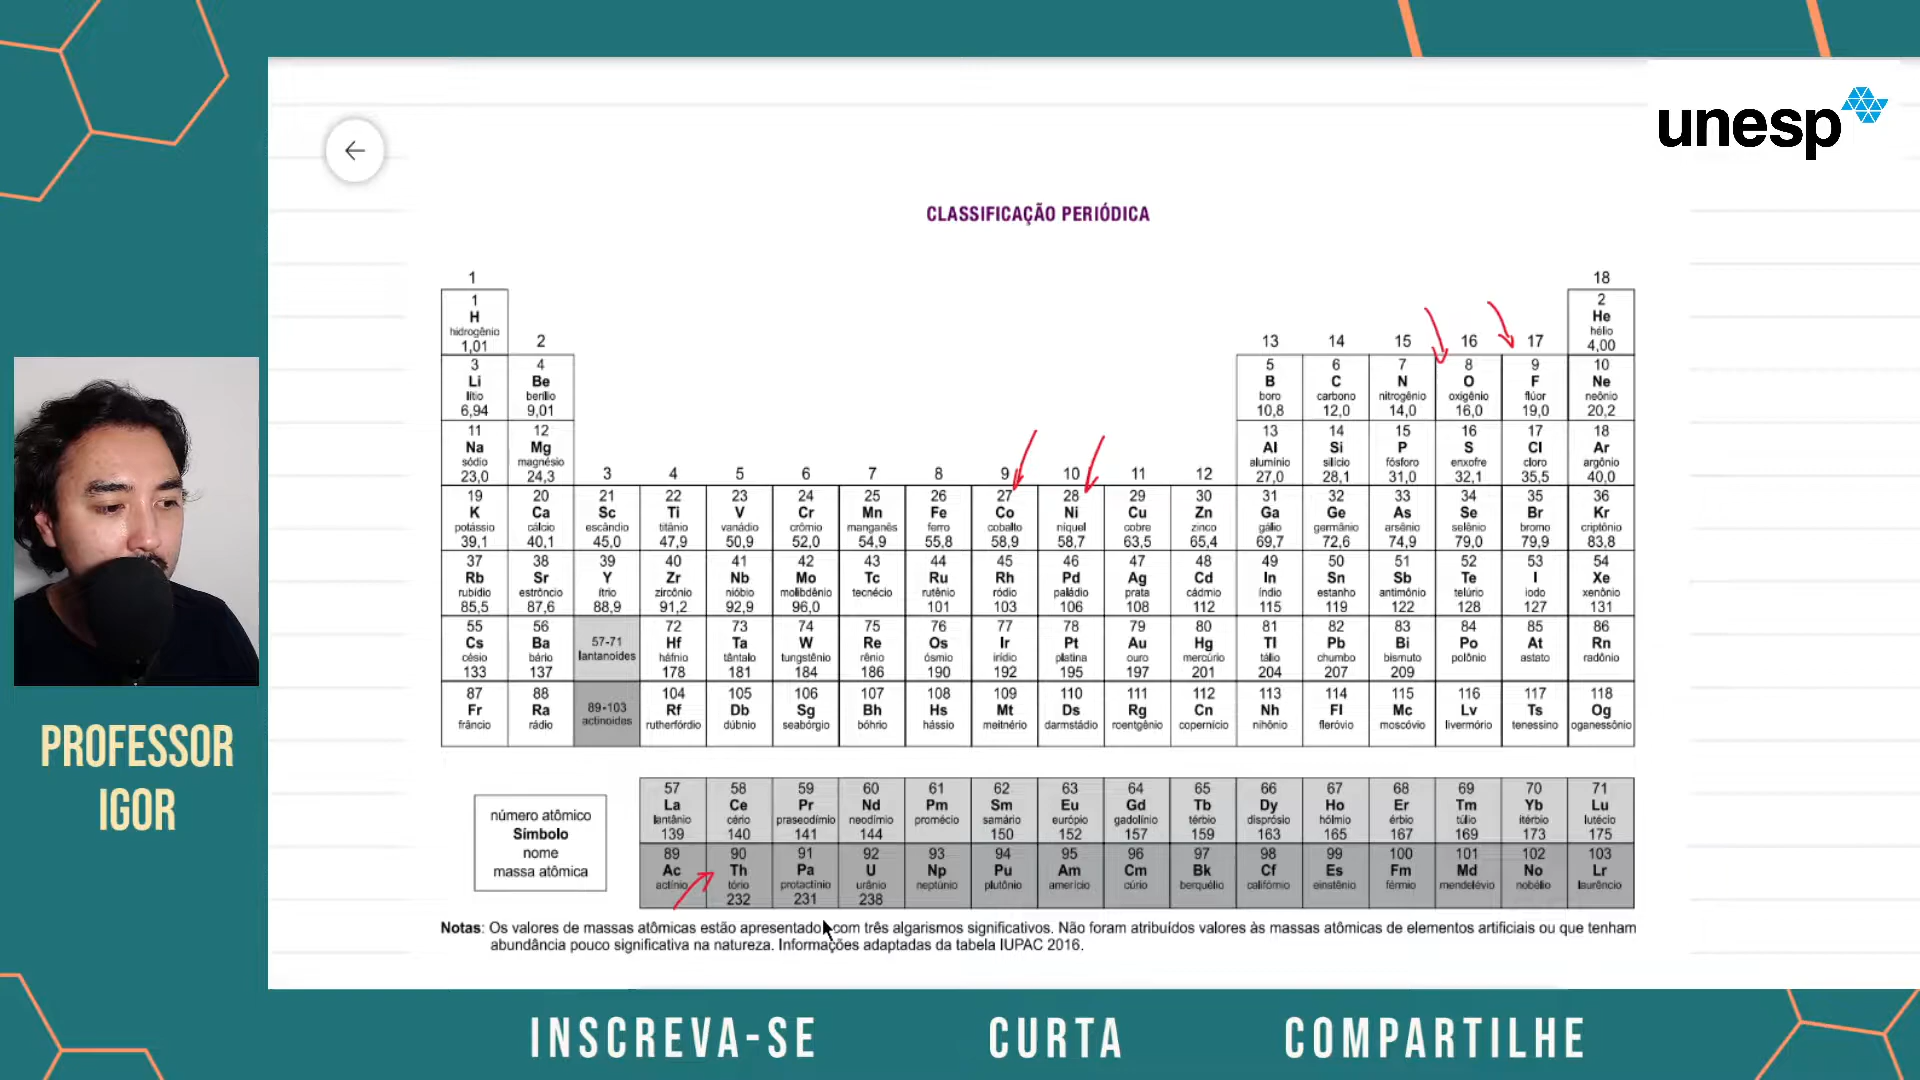 unesp
CLASSIFICAÇÃO PERIÓDICA
1 18
1 2
H He
hidrogênio hélio
1,01 2 13 14 15 16 17 4,00
3 4 5 6 7 8 9 10
Li Be B C N O F Ne
lítio berílio boro carbono nitrogênio oxigênio flúor neônio
6,94 9,01 10,8 12,0 14,0 16,0 19,0 20,2
11 12 13 14 15 16 17 18
Na Mg Al Si P S Cl Ar
sódio magnésio alumínio silício fósforo enxofre cloro argônio
23,0 24,3 3 4 5 6 7 8 9 10 11 12 27,0 28,1 31,0 32,1 35,5 40,0
19 20 21 22 23 24 25 26 27 28 29 30 31 32 33 34 35 36
K Ca Sc Ti V Cr Mn Fe Co Ni Cu Zn Ga Ge As Se Br Kr
potássio cálcio escândio titânio vanádio crômio manganês ferro cobalto níquel cobre zinco gálio germânio arsênio selênio bromo criptônio
39,1 40,1 45,0 47,9 50,9 52,0 54,9 55,8 58,9 58,7 63,5 65,4 69,7 72,6 74,9 79,0 79,9 83,8
37 38 39 40 41 42 43 44 45 46 47 48 49 50 51 52 53 54
Rb Sr Y Zr Nb Mo Tc Ru Rh Pd Ag Cd In Sn Sb Te I Xe
rubídio estrôncio ítrio zircônio nióbio molibdênio tecnécio rutênio ródio paládio prata cádmio índio estanho antimônio telúrio iodo xenônio
85,5 87,6 88,9 91,2 92,9 96,0 101 103 106 108 112 115 119 122 128 127 131
55 56 57-71 72 73 74 75 76 77 78 79 80 81 82 83 84 85 86
Cs Ba lantanoides Hf Ta W Re Os Ir Pt Au Hg Tl Pb Bi Po At Rn
césio bário háfnio tântalo tungstênio rênio ósmio irídio platina ouro mercúrio tálio chumbo bismuto polônio astato radônio
133 137 178 181 184 186 190 192 195 197 201 204 207 209
87 88 89-103 104 105 106 107 108 109 110 111 112 113 114 115 116 117 118
Fr Ra actinoides Rf Db Sg Bh Hs Mt Ds Rg Cn Nh Fl Mc Lv Ts Og
frâncio rádio rutherfórdio dúbnio seabórgio bóhrio hássio meitnério darmstádio roentgênio copernício nihônio fleróvio moscóvio livermório tenessino oganessônio
57 58 59 60 61 62 63 64 65 66 67 68 69 70 71
La Ce Pr Nd Pm Sm Eu Gd Tb Dy Ho Er Tm Yb Lu
lantânio cério praseodímio neodímio promécio samário európio gadolínio térbio disprósio hólmio érbio túlio itérbio lutécio
139 140 141 144 150 152 157 159 163 165 167 169 173 175
89 90 91 92 93 94 95 96 97 98 99 100 101 102 103
Ac Th Pa U Np Pu Am Cm Bk Cf Es Fm Md No Lr
actínio tório protactínio urânio neptúnio plutônio amerício cúrio berquélio califórnio einstênio férmio mendelévio nobélio laurêncio
232 231 238
número atômico
Símbolo
nome
massa atômica
Notas: Os valores de massas atômicas estão apresentados com três algarismos significativos. Não foram atribuídos valores às massas atômicas de elementos artificiais ou que tenham
abundância pouco significativa na natureza. Informações adaptadas da tabela IUPAC 2016.
PROFESSOR
IGOR
INSCREVA-SE CURTA COMPARTILHE